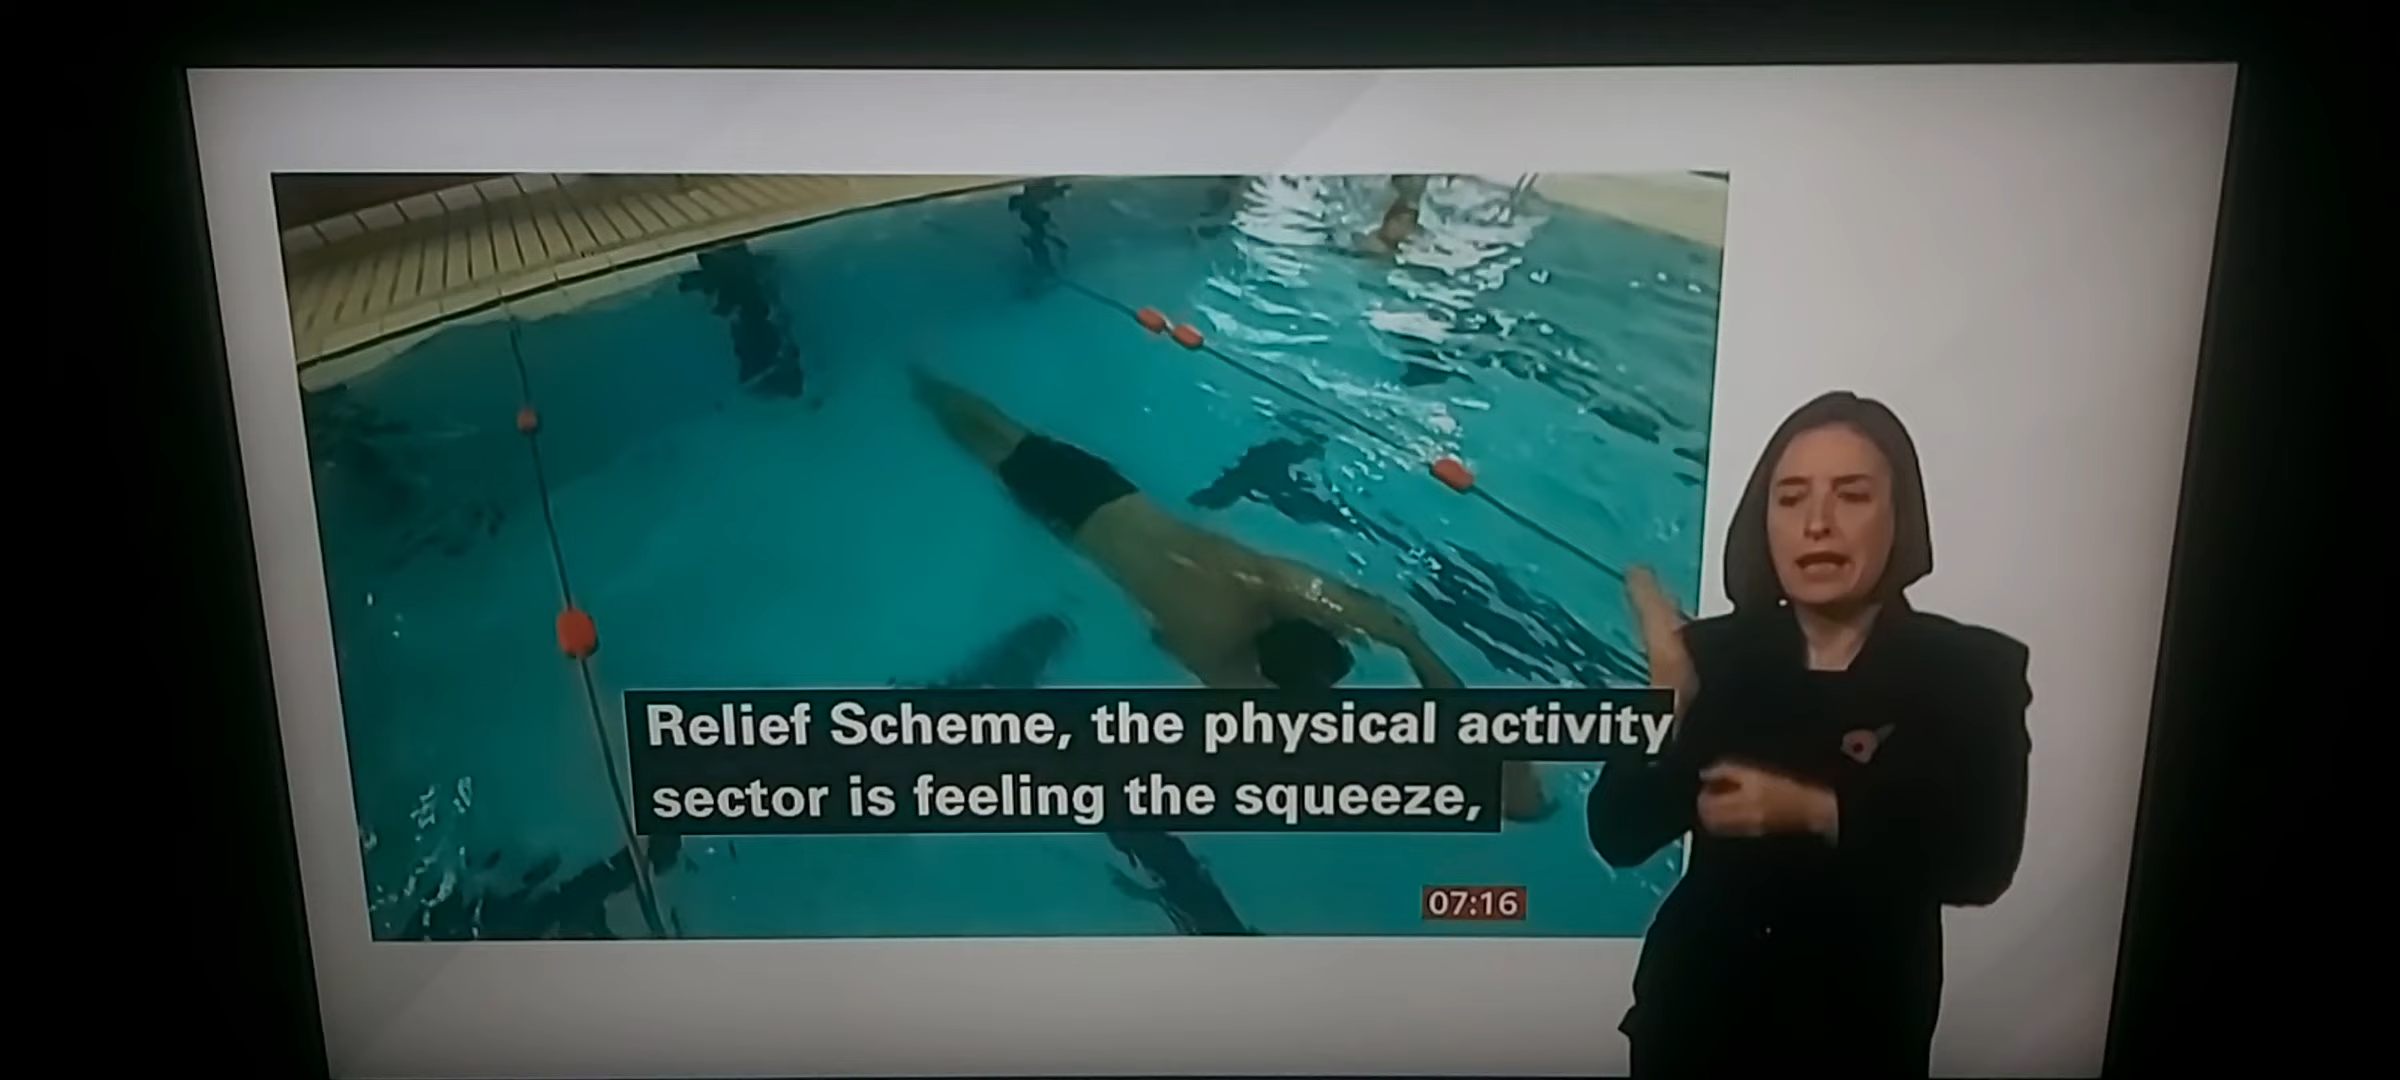 Relief Scheme, the physical activity
sector is feeling the squeeze,
07:16